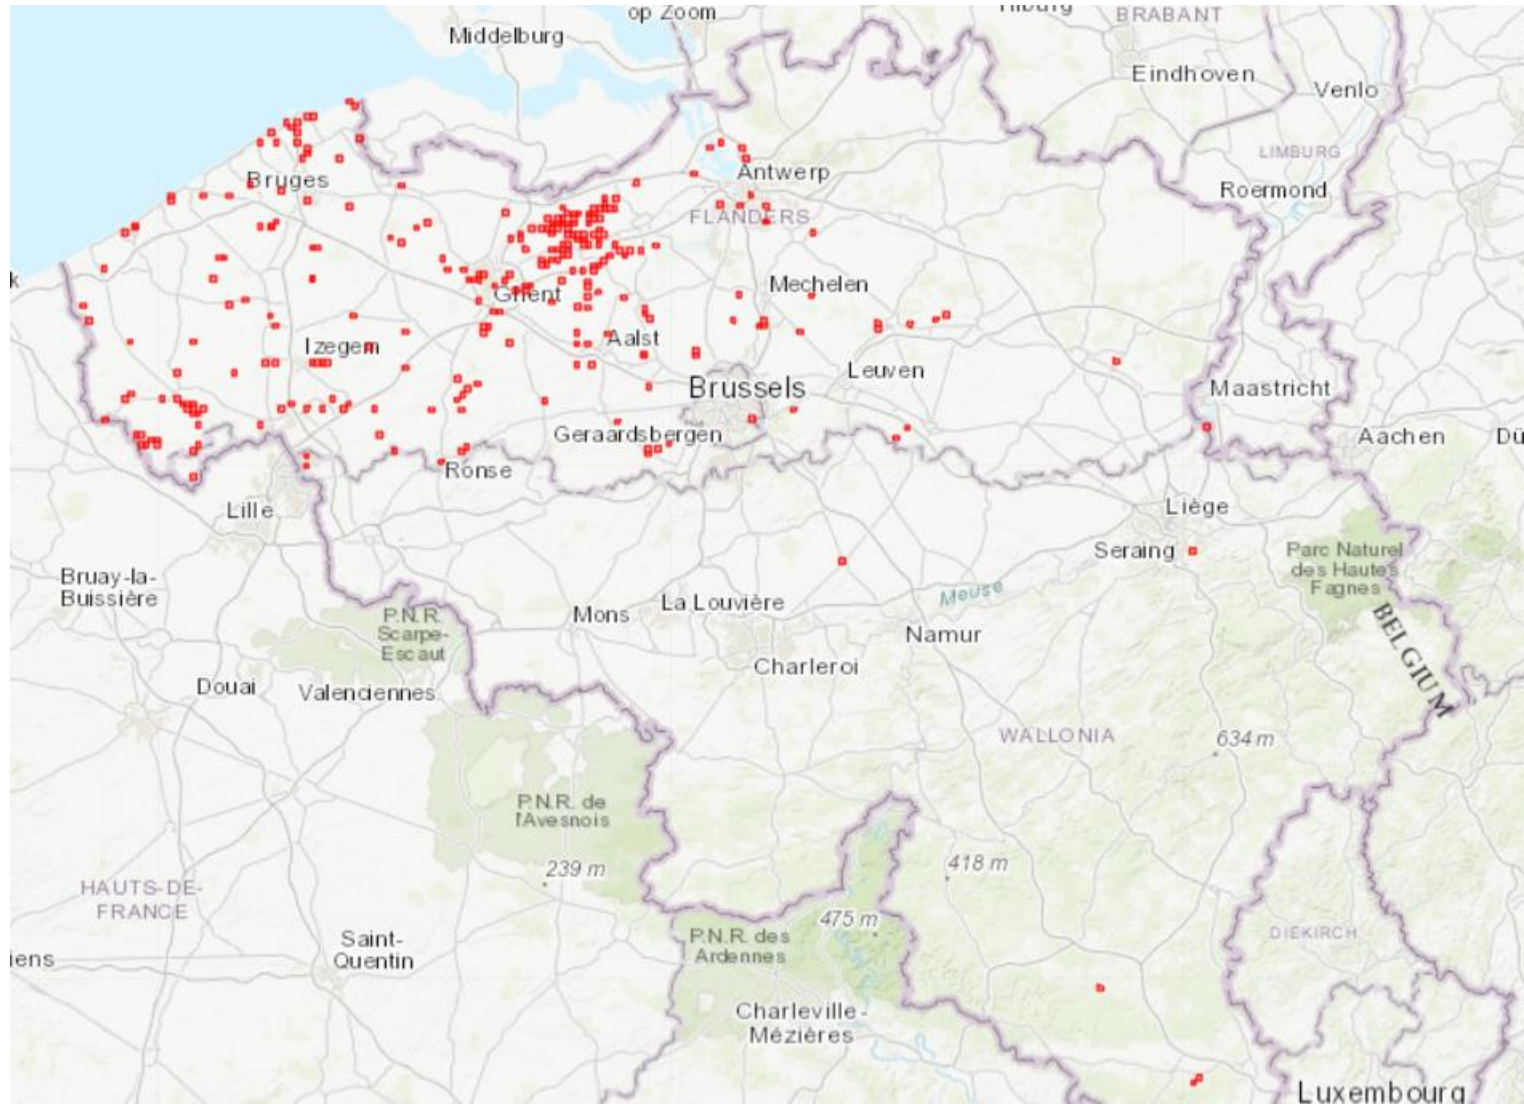 op Zoom
BRABANT
Middelburg
Eindhoven
Venlo
LIMBURG
Antwerp
Bruges
Roermond
FLANDERS
k
Mechelen
Ghent
Aalst
Izegem
Leuven
Brussels
Maastricht
Geraardsbergen
Aachen
Dü
Ronse
Lille
Liège
Seraing
Parc Naturel
des Hautes
Fagnes
Bruay-la-
Buissière
Meuse
La Louvière
Mons
P.N.R.
Scarpe-
Escaut
Namur
BELGIUM
Charleroi
Douai
Valenciennes
WALLONIA
634 m
P.N.R. de
l'Avesnois
239 m
418 m
HAUTS-DE-
FRANCE
475 m
P.N.R. des
Ardennes
DIEKIRCH
Saint-
Quentin
iens
Charleville-
Mézières
Luxembourg